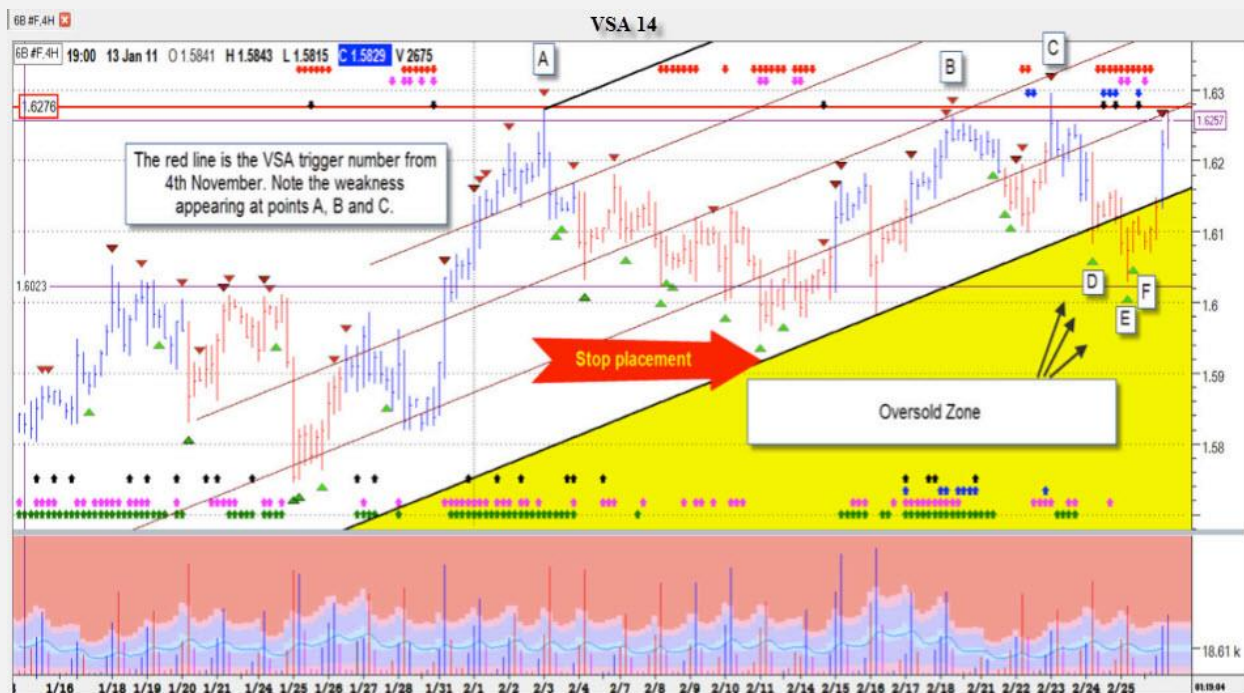 6B #F,4H
VSA 14
6B #F,4H 19:00 13 Jan 11 O 1.5841 H 1.5843 L 1.5815 C 1.5829 V 2675
A
B
C
1.6276
1.63
1.6257
The red line is the VSA trigger number from
4th November. Note the weakness
appearing at points A, B and C.
1.62
1.61
1.6023
D
E
F
1.6
Stop placement
1.59
Oversold Zone
1.58
18.61 k
1/16 1/18 1/19 1/20 1/21 1/24 1/25 1/26 1/27 1/28 1/31 2/1 2/2 2/3 2/4 2/7 2/8 2/9 2/10 2/11 2/14 2/15 2/16 2/17 2/18 2/21 2/22 2/23 2/24 2/25
01:19:04